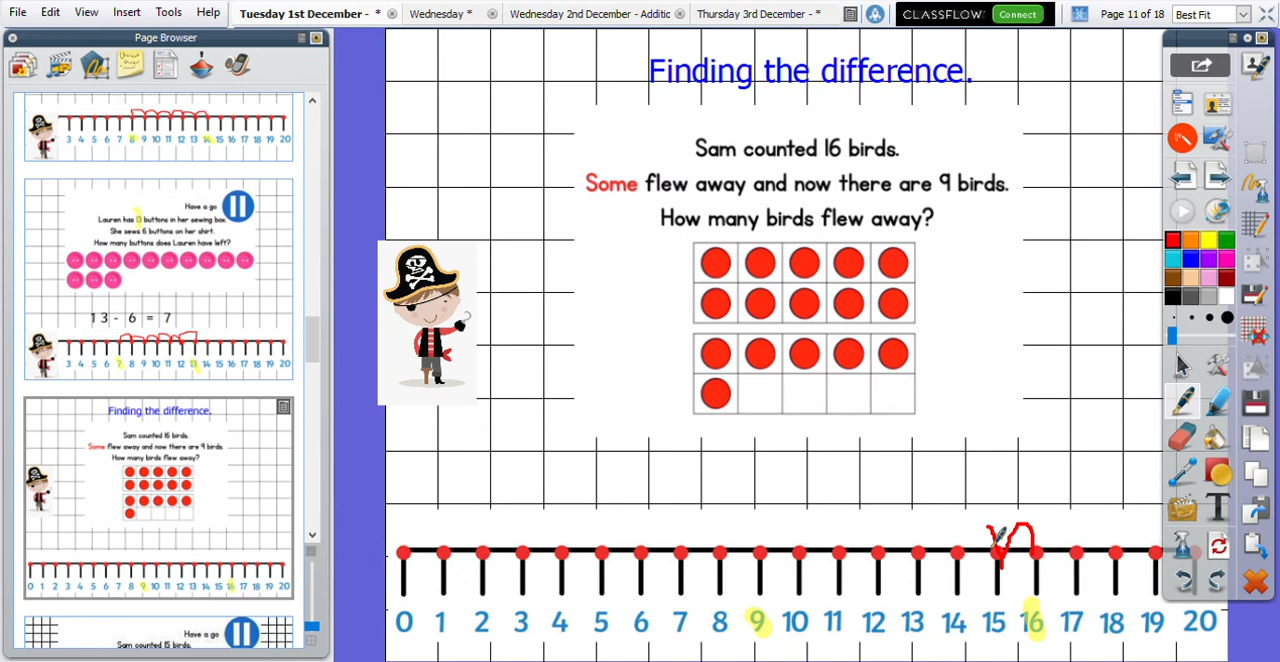 File Edit View Insert Tools Help
Tuesday 1st December - * Wednesday * Wednesday 2nd December - Additic Thursday 3rd December - *
CLASSFLOW Connect
Page 11 of 18 Best Fit
Page Browser
3 4 5 6 7 8 9 10 11 12 13 14 15 16 17 18 19 20
Have a go
Lauren has 13 buttons in her sewing box.
She sews 6 buttons on her shirt.
How many buttons does Lauren have left?
13 - 6 = 7
3 4 5 6 7 8 9 10 11 12 13 14 15 16 17 18 19 20
Finding the difference.
Sam counted 16 birds.
Some flew away and now there are 9 birds.
How many birds flew away?
0 1 2 3 4 5 6 7 8 9 10 11 12 13 14 15 16 17 18 19 20
Have a go
Sam counted 15 birds.
Finding the difference.
Sam counted 16 birds.
Some flew away and now there are 9 birds.
How many birds flew away?
0 1 2 3 4 5 6 7 8 9 10 11 12 13 14 15 16 17 18 19 20
T